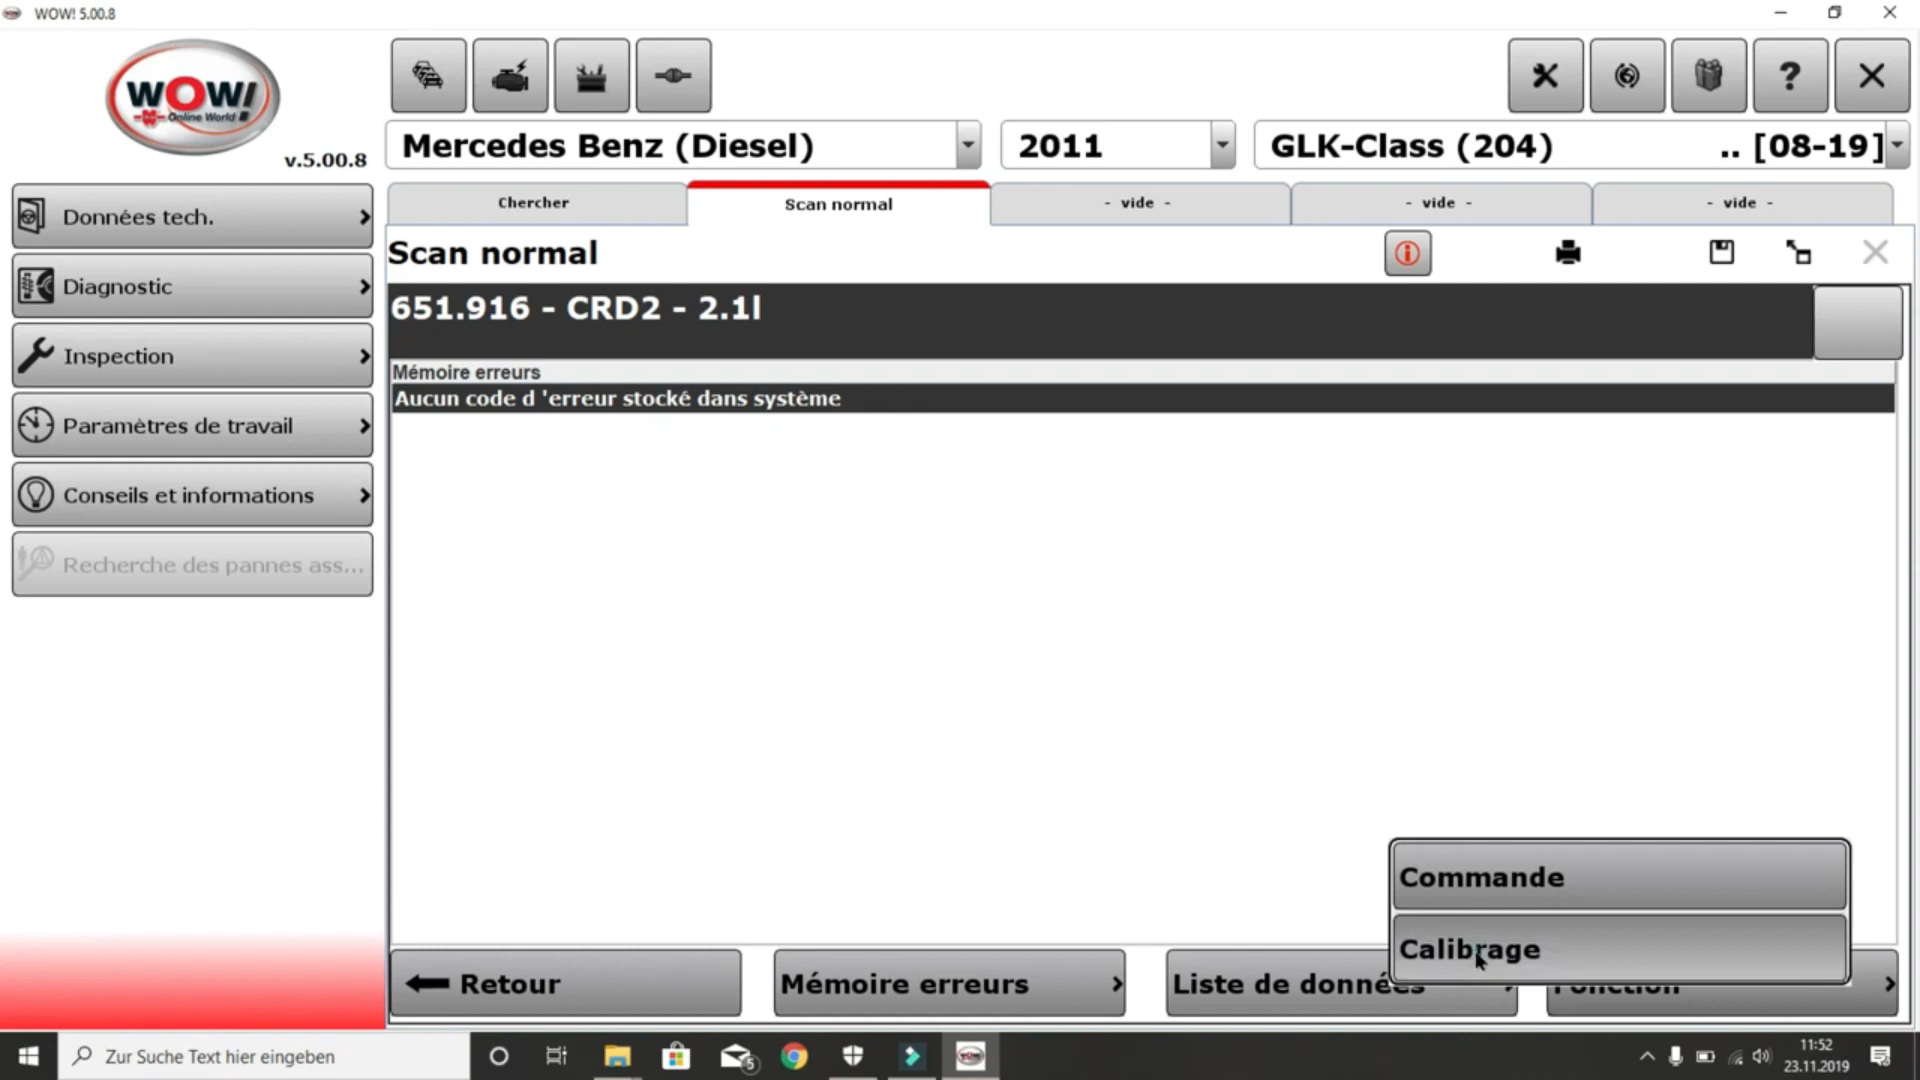 WOW! 5.00.8
WOW!
Online World
v.5.00.8
Mercedes Benz (Diesel)
2011
GLK-Class (204) .. [08-19]
Chercher
Scan normal
- vide -
- vide -
- vide -
Données tech.
Diagnostic
Inspection
Paramètres de travail
Conseils et informations
Recherche des pannes ass...
Scan normal
651.916 - CRD2 - 2.1l
Mémoire erreurs
Aucun code d 'erreur stocké dans système
Commande
Calibrage
Retour
Mémoire erreurs
Liste de données
Fonction
Zur Suche Text hier eingeben
5
11:52
23.11.2019